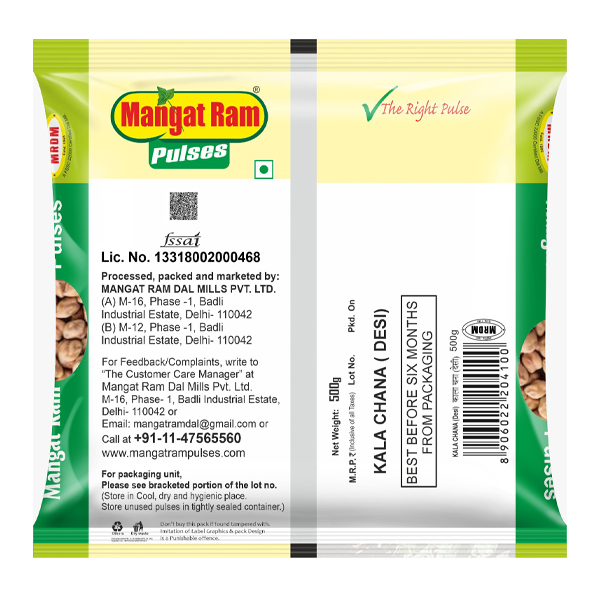 Mangat Ram
®
Pulses
The Right Pulse
fssai
Lic. No. 13318002000468
Processed, packed and marketed by:
MANGAT RAM DAL MILLS PVT. LTD.
(A) M-16, Phase -1, Badli
Industrial Estate, Delhi- 110042
(B) M-12, Phase -1, Badli
Industrial Estate, Delhi- 110042
For Feedback/Complaints, write to
“The Customer Care Manager” at
Mangat Ram Dal Mills Pvt. Ltd.
M-16, Phase- 1, Badli Industrial Estate,
Delhi- 110042 or
Email: mangatramdal@gmail.com or
Call at +91-11-47565560
www.mangatrampulses.com
For packaging unit,
Please see bracketed portion of the lot no.
(Store in Cool, dry and hygienic place.
Store unused pulses in tightly sealed container.)
Don't buy this pack if found tampered with.
Imitation of Label Graphics & pack Design
is a Punishable offence.
Net Weight: 500g
M.R.P. ₹ (Inclusive of all Taxes) Lot No. Pkd. On
KALA CHANA ( DESI)
BEST BEFORE SIX MONTHS
FROM PACKAGING
KALA CHANA (Desi) काला चना (देसी) 500g
MRDM
8906022204100
MRDM
Mangat Ram Pulses
Pulses